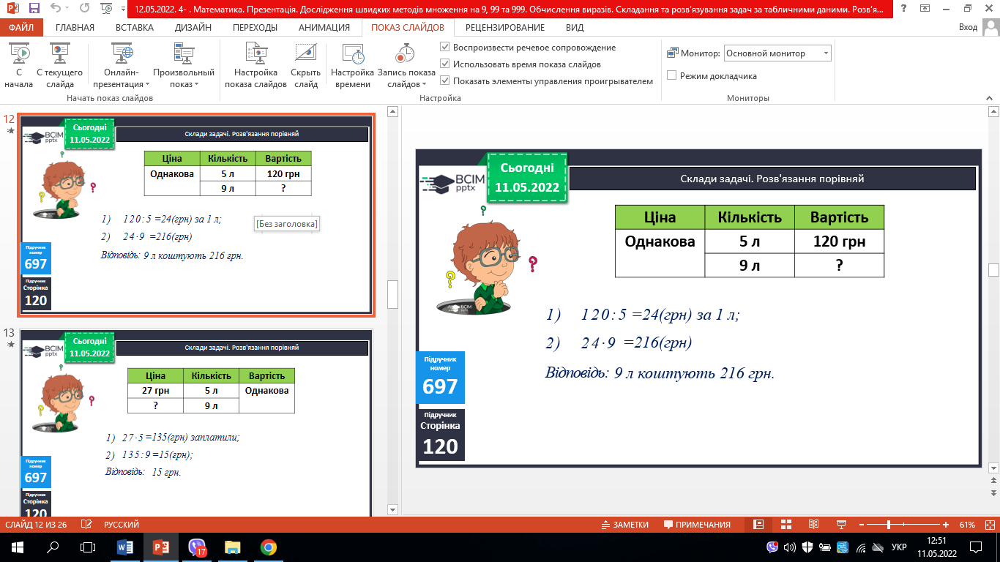 12.05.2022. 4- . Математика. Презентація. Дослідження швидких методів множення на 9, 99 та 999. Обчислення виразів. Складання та розв’язування задач за табличними даними. Розв’я...
ФАЙЛ ГЛАВНАЯ ВСТАВКА ДИЗАЙН ПЕРЕХОДЫ АНИМАЦИЯ ПОКАЗ СЛАЙДОВ РЕЦЕНЗИРОВАНИЕ ВИД Вход
С начала
С текущего слайда
Онлайн-презентация
Произвольный показ
Начать показ слайдов
Настройка показа слайдов
Скрыть слайд
Настройка времени
Запись показа слайдов
Воспроизвести речевое сопровождение
Использовать время показа слайдов
Показать элементы управления проигрывателем
Настройка
Монитор: Основной монитор
Режим докладчика
Мониторы
12
Сьогодні
11.05.2022
BCIM
pptx
Склади задачі. Розв'язання порівняй
Ціна Кількість Вартість
Однакова 5 л 120 грн
9 л ?
1) 120:5 =24(грн) за 1 л;
2) 24·9 =216(грн)
Відповідь: 9 л коштують 216 грн.
[Без заголовка]
Підручник
номер
697
Підручник
Сторінка
120
13
Сьогодні
11.05.2022
BCIM
pptx
Склади задачі. Розв'язання порівняй
Ціна Кількість Вартість
27 грн 5 л Однакова
? 9 л
1) 27·5 =135(грн) заплатили;
2) 135:9 =15(грн);
Відповідь: 15 грн.
Підручник
номер
697
Підручник
Сторінка
120
Сьогодні
11.05.2022
BCIM
pptx
Склади задачі. Розв'язання порівняй
Ціна Кількість Вартість
Однакова 5 л 120 грн
9 л ?
1) 120:5 =24(грн) за 1 л;
2) 24·9 =216(грн)
Відповідь: 9 л коштують 216 грн.
Підручник
номер
697
Підручник
Сторінка
120
СЛАЙД 12 ИЗ 26 РУССКИЙ ЗАМЕТКИ ПРИМЕЧАНИЯ 61%
17
УКР
12:51
11.05.2022